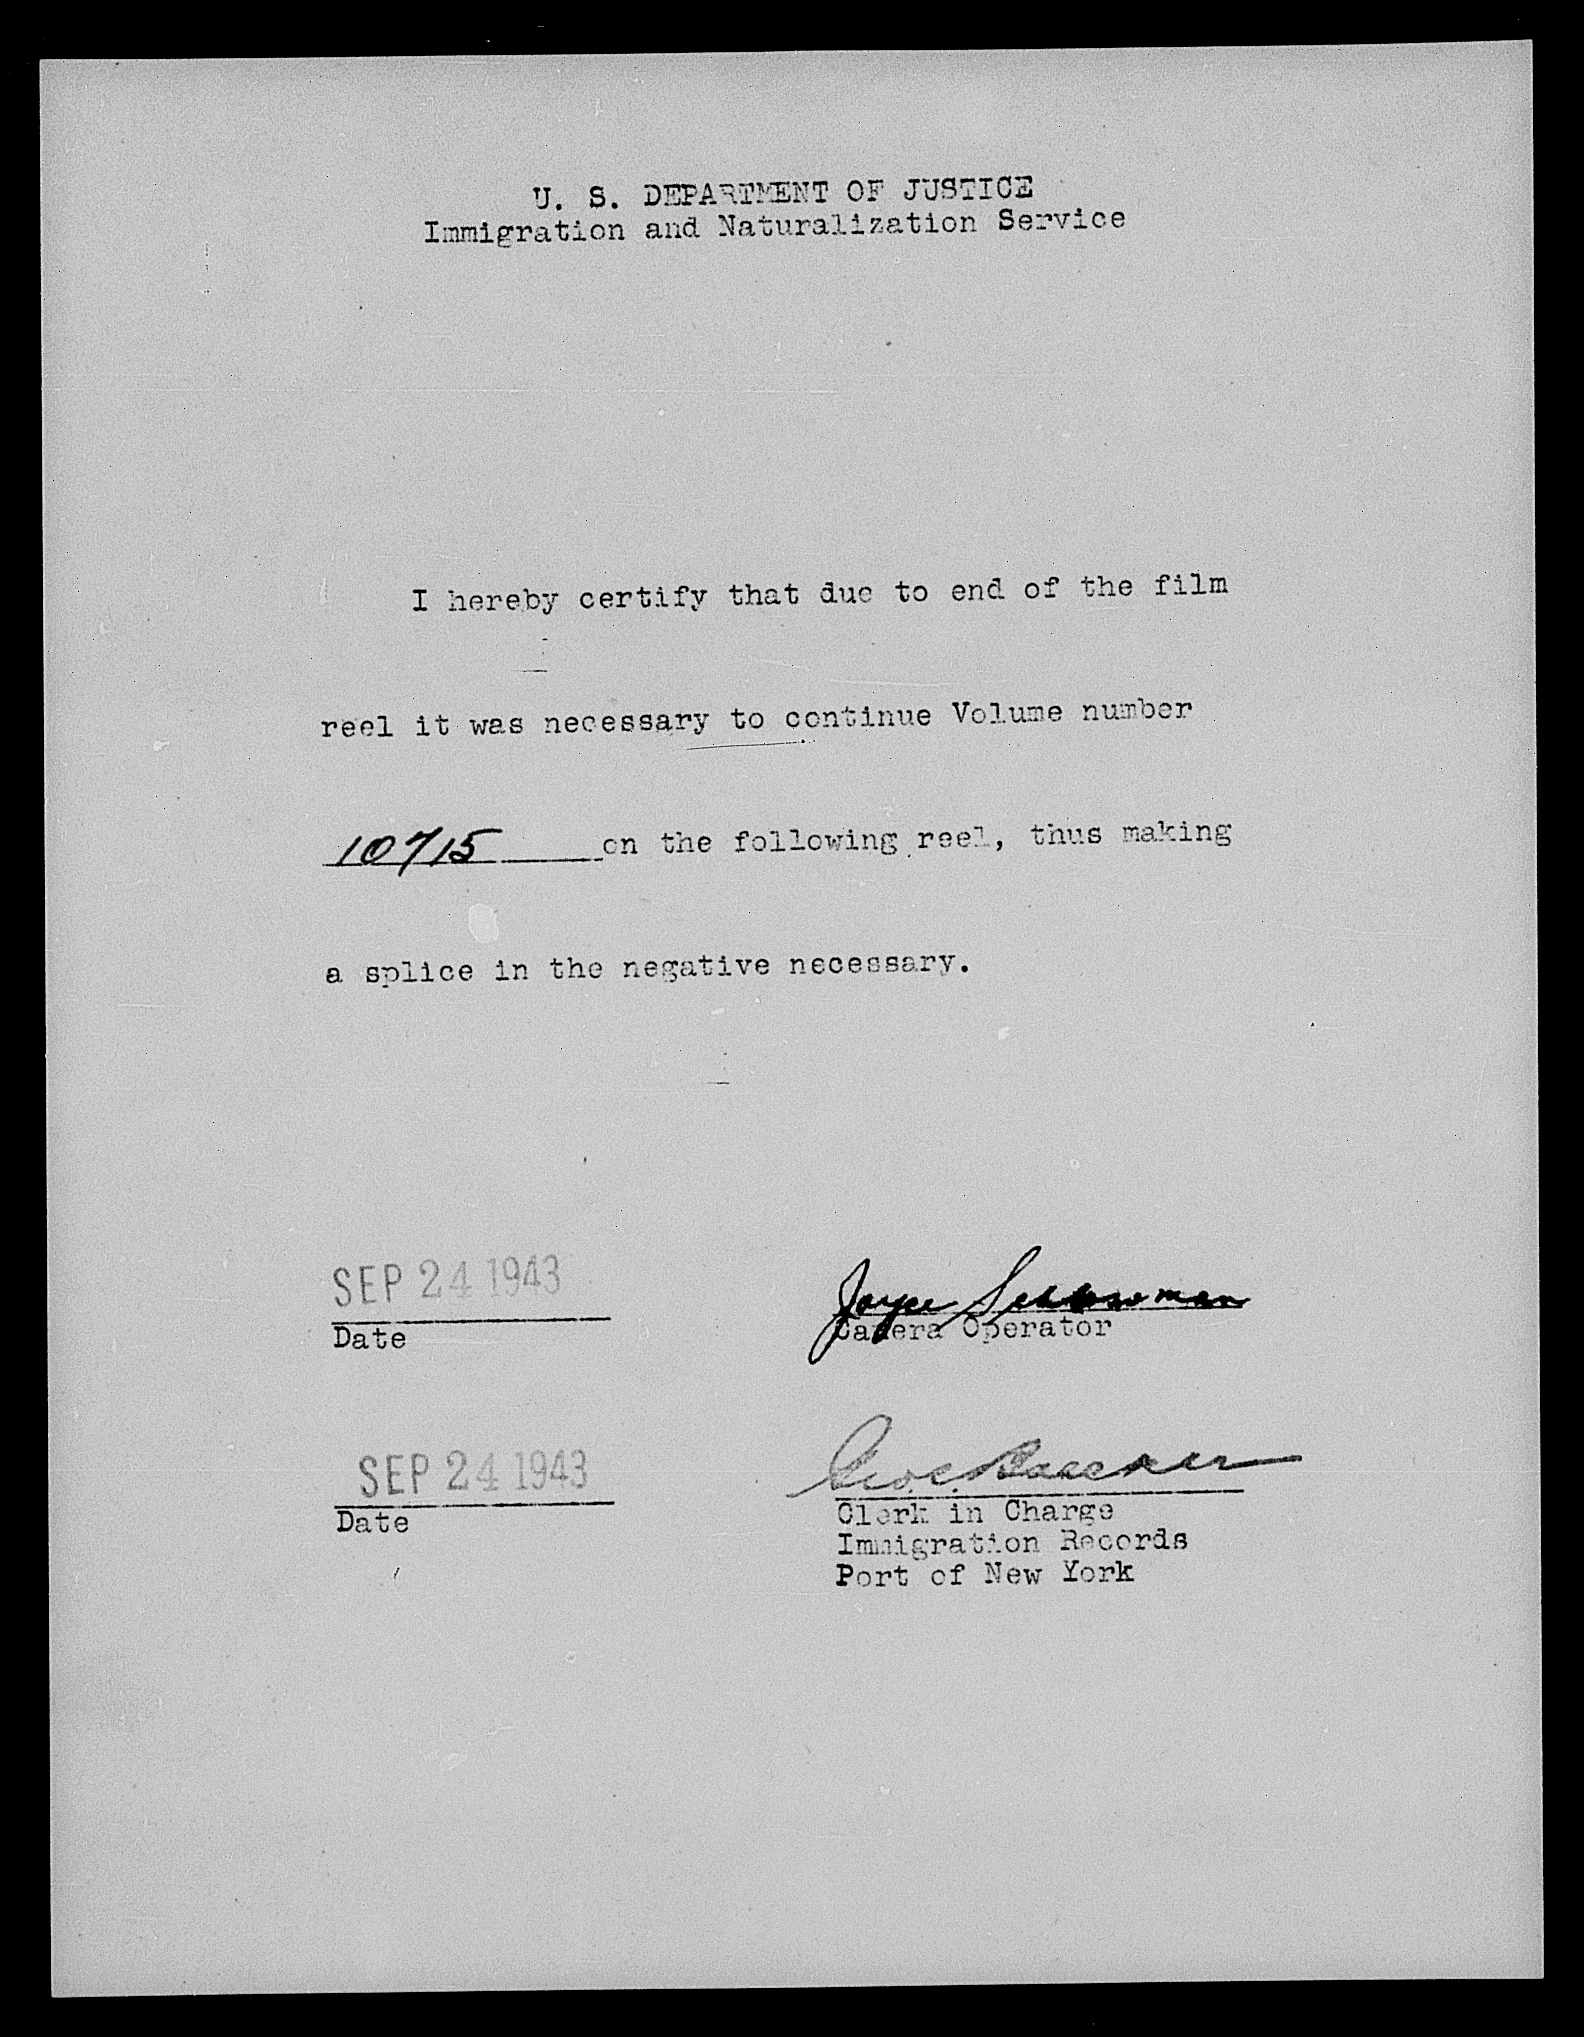 U. S. DEPARTMENT OF JUSTICE
Immigration and Naturalization Service
I hereby certify that due to end of the film
reel it was necessary to continue Volume number
10715 on the following reel, thus making
a splice in the negative necessary.
SEP 24 1943
Date
Joyce
Camera Operator
SEP 24 1943
Date
Geo. C.
Clerk in Charge
Immigration Records
Port of New York